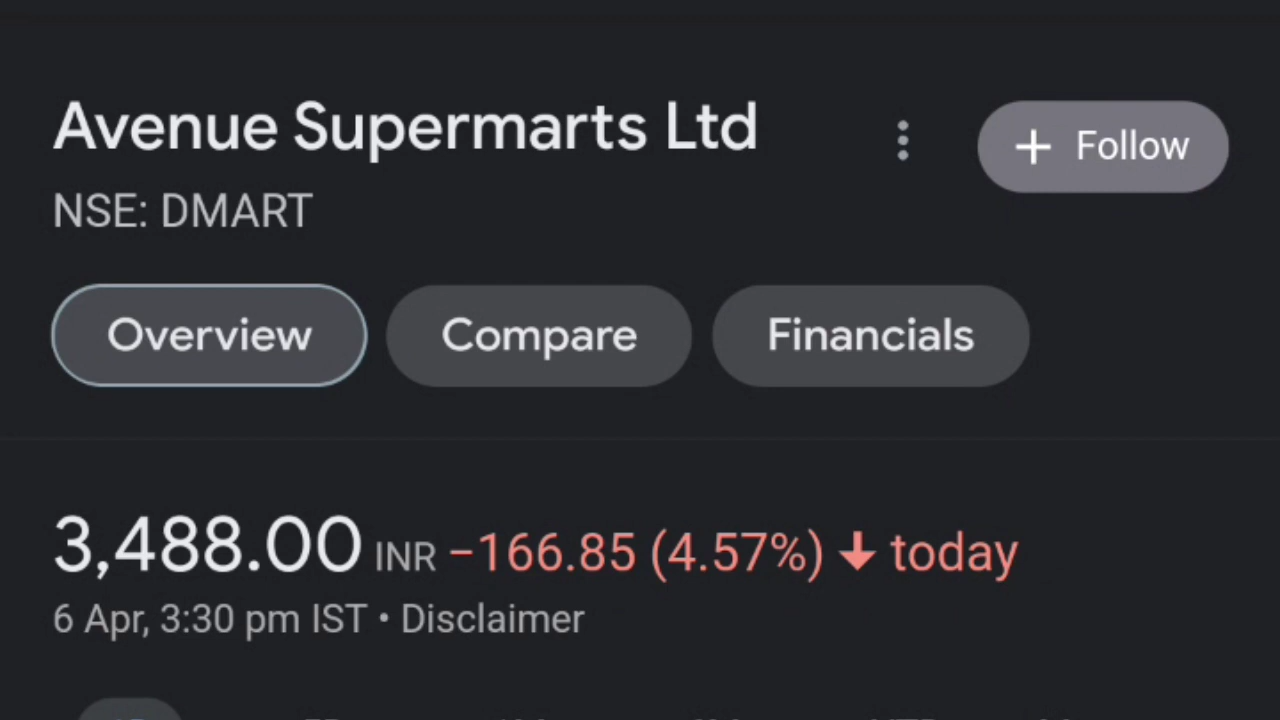 Avenue Supermarts Ltd
+ Follow
NSE: DMART
Overview Compare Financials
3,488.00 INR −166.85 (4.57%) ↓ today
6 Apr, 3:30 pm IST • Disclaimer